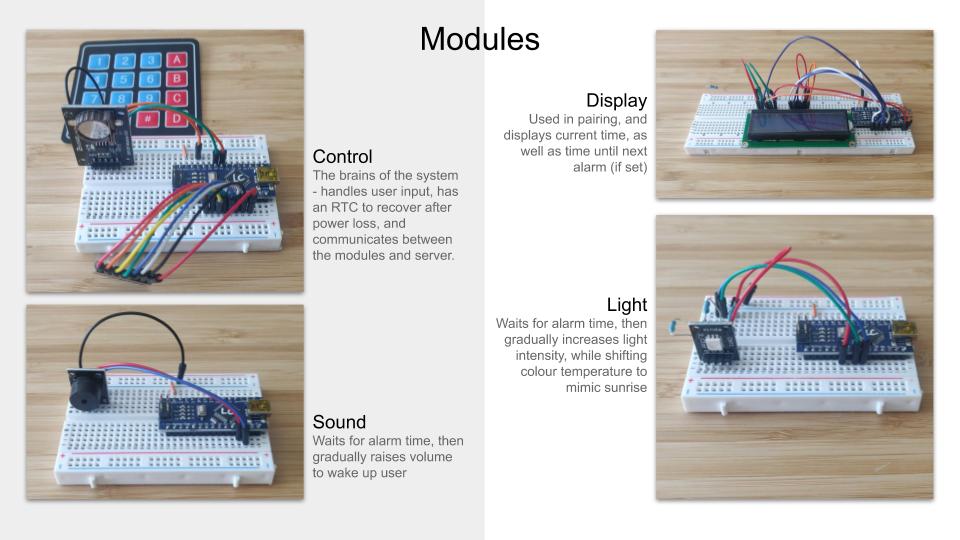 Modules
1 2 3 A
4 5 6 B
7 8 9 C
# D
Control
The brains of the system
- handles user input, has
an RTC to recover after
power loss, and
communicates between
the modules and server.
Sound
Waits for alarm time, then
gradually raises volume
to wake up user
Display
Used in pairing, and
displays current time, as
well as time until next
alarm (if set)
Light
Waits for alarm time, then
gradually increases light
intensity, while shifting
colour temperature to
mimic sunrise